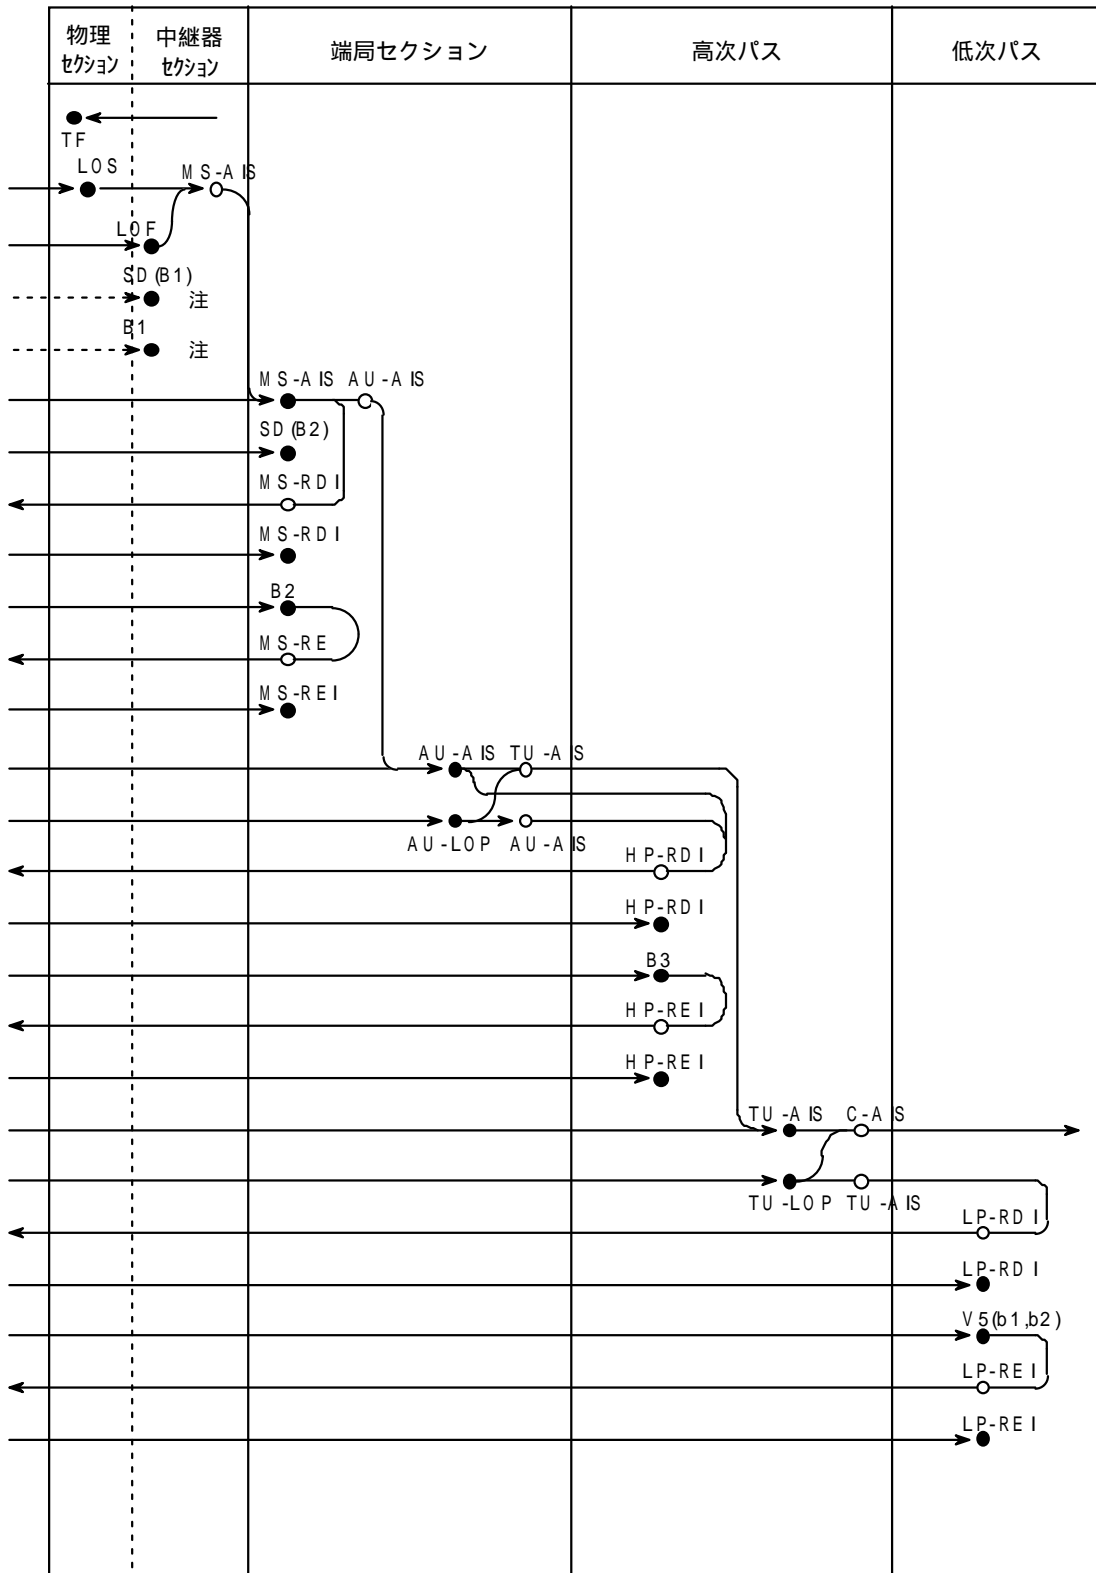 物理
セクション
中継器
セクション
端局セクション
高次パス
低次パス
TF
LOS
MS-AIS
LOF
SD(B1)
注
B1
注
MS-AIS AU-AIS
SD(B2)
MS-RDI
MS-RDI
B2
MS-RE
MS-REI
AU-AIS TU-AIS
AU-LOP AU-AIS
HP-RDI
HP-RDI
B3
HP-REI
HP-REI
TU-AIS C-AIS
TU-LOP TU-AIS
LP-RDI
LP-RDI
V5(b1,b2)
LP-REI
LP-REI